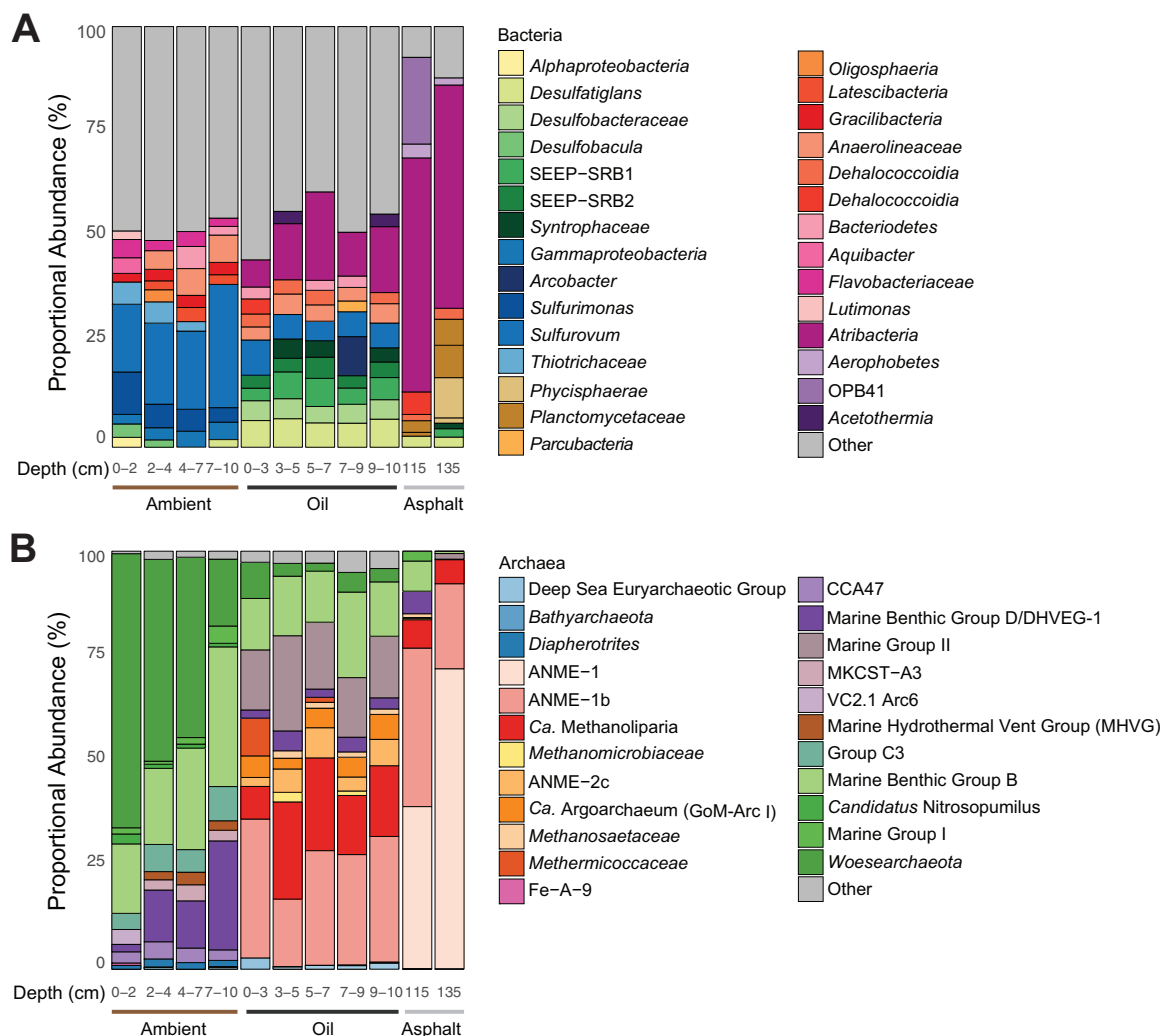 A
Proportional Abundance (%)
100
75
50
25
0
Depth (cm)
0−2 2−4 4−7 7−10 0−3 3−5 5−7 7−9 9−10 115 135
Ambient Oil Asphalt
Bacteria
Alphaproteobacteria
Desulfatiglans
Desulfobacteraceae
Desulfobacula
SEEP−SRB1
SEEP−SRB2
Syntrophaceae
Gammaproteobacteria
Arcobacter
Sulfurimonas
Sulfurovum
Thiotrichaceae
Phycisphaerae
Planctomycetaceae
Parcubacteria
Oligosphaeria
Latescibacteria
Gracilibacteria
Anaerolineaceae
Dehalococcoidia
Dehalococcoidia
Bacteriodetes
Aquibacter
Flavobacteriaceae
Lutimonas
Atribacteria
Aerophobetes
OPB41
Acetothermia
Other
B
Proportional Abundance (%)
100
75
50
25
0
Depth (cm)
0−2 2−4 4−7 7−10 0−3 3−5 5−7 7−9 9−10 115 135
Ambient Oil Asphalt
Archaea
Deep Sea Euryarchaeotic Group
Bathyarchaeota
Diapherotrites
ANME−1
ANME−1b
Ca. Methanoliparia
Methanomicrobiaceae
ANME−2c
Ca. Argoarchaeum (GoM-Arc I)
Methanosaetaceae
Methermicoccaceae
Fe−A−9
CCA47
Marine Benthic Group D/DHVEG-1
Marine Group II
MKCST−A3
VC2.1 Arc6
Marine Hydrothermal Vent Group (MHVG)
Group C3
Marine Benthic Group B
Candidatus Nitrosopumilus
Marine Group I
Woesearchaeota
Other